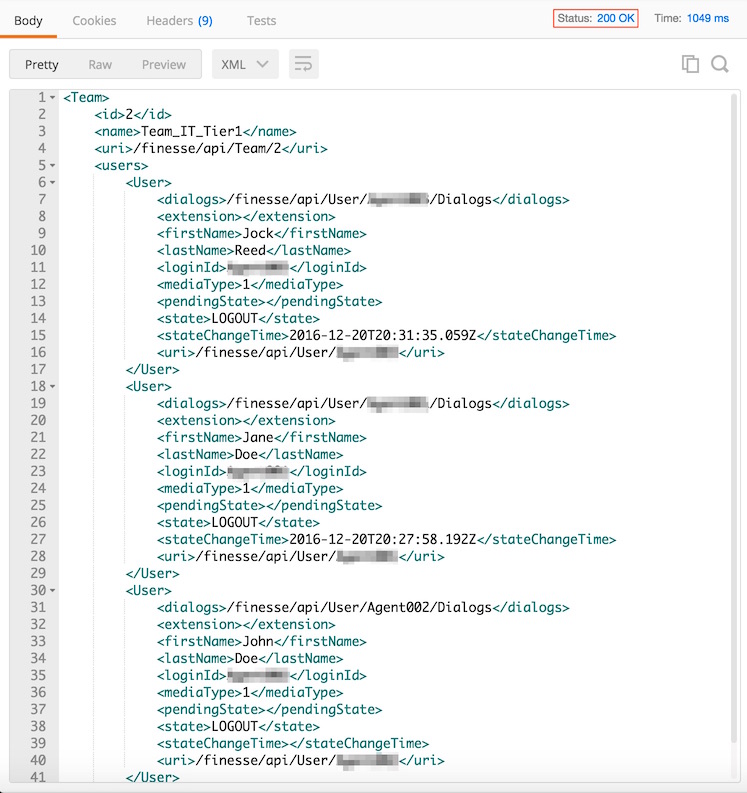 Body Cookies Headers (9) Tests Status: 200 OK Time: 1049 ms
Pretty Raw Preview XML
1 <Team>
2 <id>2</id>
3 <name>Team_IT_Tier1</name>
4 <uri>/finesse/api/Team/2</uri>
5 <users>
6 <User>
7 <dialogs>/finesse/api/User/ /Dialogs</dialogs>
8 <extension></extension>
9 <firstName>Jock</firstName>
10 <lastName>Reed</lastName>
11 <loginId> </loginId>
12 <mediaType>1</mediaType>
13 <pendingState></pendingState>
14 <state>LOGOUT</state>
15 <stateChangeTime>2016-12-20T20:31:35.059Z</stateChangeTime>
16 <uri>/finesse/api/User/ </uri>
17 </User>
18 <User>
19 <dialogs>/finesse/api/User/ /Dialogs</dialogs>
20 <extension></extension>
21 <firstName>Jane</firstName>
22 <lastName>Doe</lastName>
23 <loginId> </loginId>
24 <mediaType>1</mediaType>
25 <pendingState></pendingState>
26 <state>LOGOUT</state>
27 <stateChangeTime>2016-12-20T20:27:58.192Z</stateChangeTime>
28 <uri>/finesse/api/User/ </uri>
29 </User>
30 <User>
31 <dialogs>/finesse/api/User/Agent002/Dialogs</dialogs>
32 <extension></extension>
33 <firstName>John</firstName>
34 <lastName>Doe</lastName>
35 <loginId> </loginId>
36 <mediaType>1</mediaType>
37 <pendingState></pendingState>
38 <state>LOGOUT</state>
39 <stateChangeTime></stateChangeTime>
40 <uri>/finesse/api/User/ </uri>
41 </User>